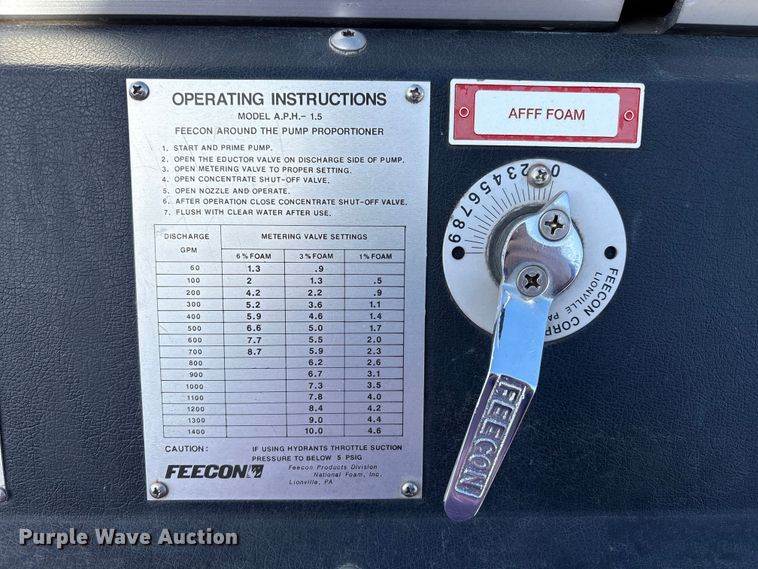 OPERATING INSTRUCTIONS
MODEL A.P.H.- 1.5
FEECON AROUND THE PUMP PROPORTIONER
1. START AND PRIME PUMP.
2. OPEN THE EDUCTOR VALVE ON DISCHARGE SIDE OF PUMP.
3. OPEN METERING VALVE TO PROPER SETTING.
4. OPEN CONCENTRATE SHUT-OFF VALVE.
5. OPEN NOZZLE AND OPERATE.
6. AFTER OPERATION CLOSE CONCENTRATE SHUT-OFF VALVE.
7. FLUSH WITH CLEAR WATER AFTER USE.
DISCHARGE GPM METERING VALVE SETTINGS
6% FOAM 3% FOAM 1% FOAM
60 1.3 .9
100 2 1.3 .5
200 4.2 2.2 .9
300 5.2 3.6 1.1
400 5.9 4.6 1.4
500 6.6 5.0 1.7
600 7.7 5.5 2.0
700 8.7 5.9 2.3
800 6.2 2.6
900 6.7 3.1
1000 7.3 3.5
1100 7.8 4.0
1200 8.4 4.2
1300 9.0 4.4
1400 10.0 4.6
CAUTION: IF USING HYDRANTS THROTTLE SUCTION
PRESSURE TO BELOW 5 PSIG
FEECON
Feecon Products Division
National Foam, Inc.
Lionville, PA
AFFF FOAM
0 2 3 4 5 6 7 8 9
FEECON CORP
LIONVILLE PA
FEECON
Purple Wave Auction